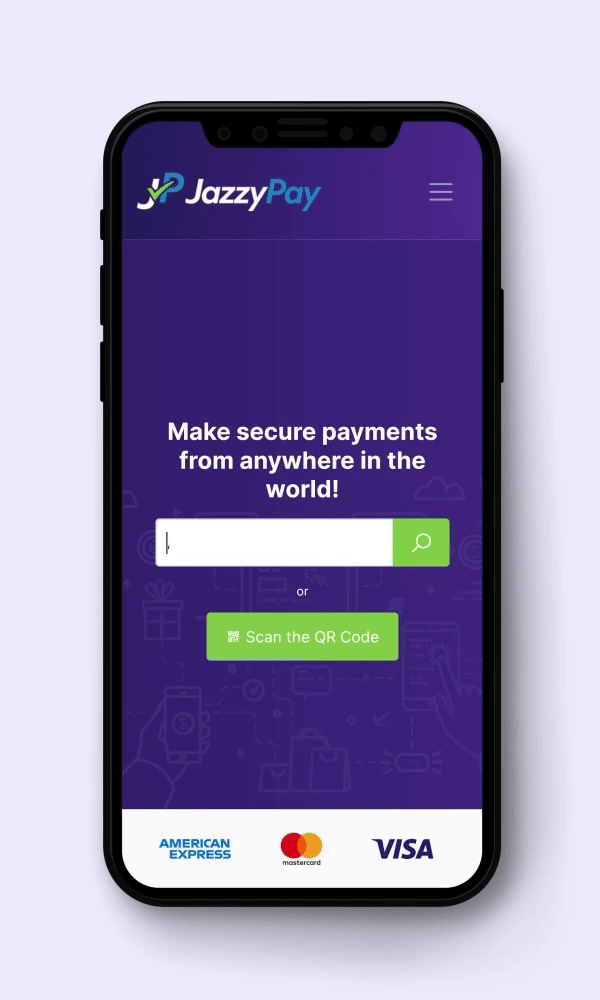 JP JazzyPay
Make secure payments
from anywhere in the
world!
or
Scan the QR Code
AMERICAN
EXPRESS
mastercard
VISA